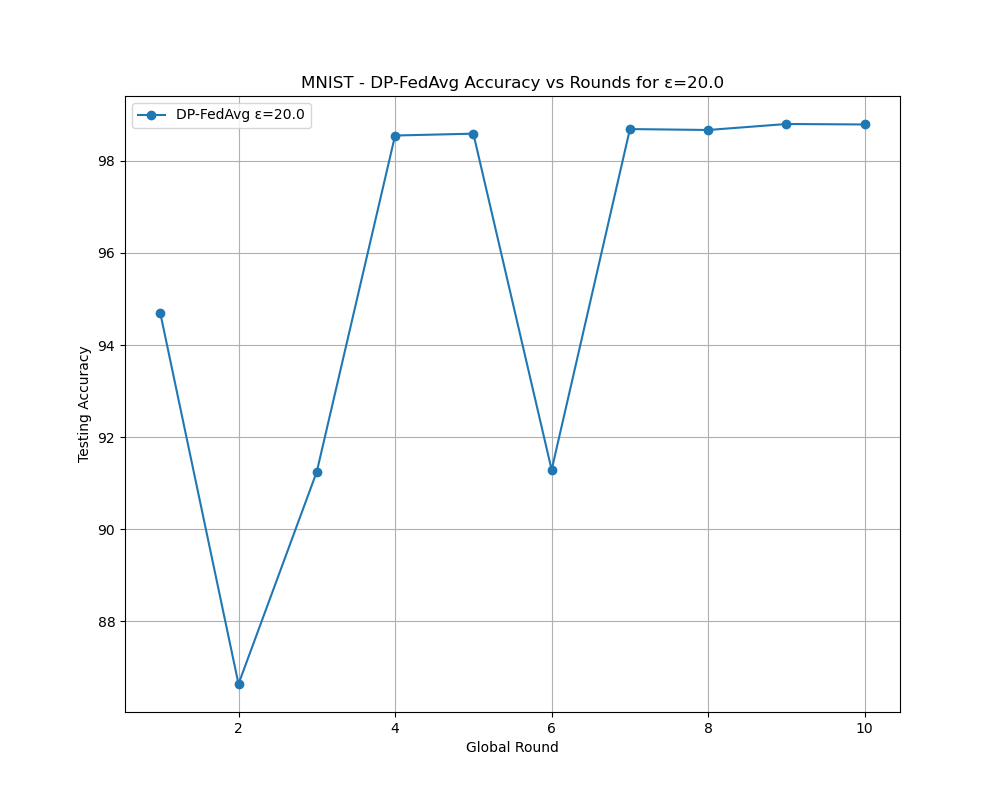 MNIST - DP-FedAvg Accuracy vs Rounds for ε=20.0
DP-FedAvg ε=20.0
98
96
94
92
90
88
Testing Accuracy
2 4 6 8 10
Global Round